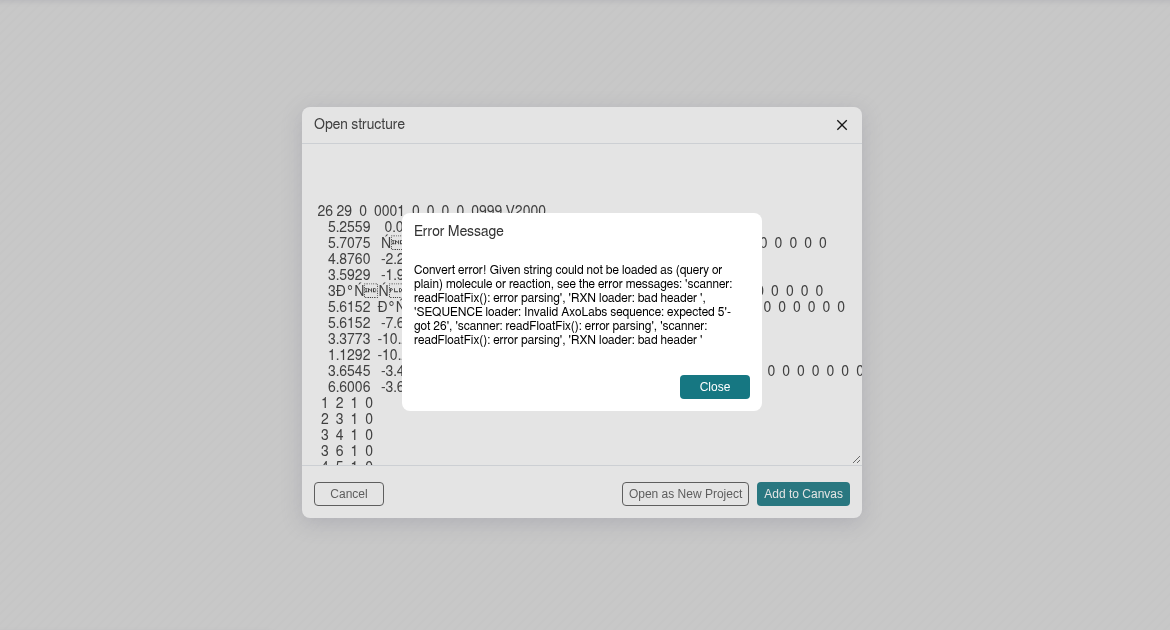 Open structure
26 29 0 0001 0 0 0 0 0999 V2000
5.2559 0.0
5.7075 0 0 0 0 0
4.8760 -2.2
3.5929 -1.9
0 0 0 0 0
5.6152 0 0 0 0 0 0
5.6152 -7.6
3.3773 -10.
1.1292 -10.
3.6545 -3.4 0 0 0 0 0 0 0
6.6006 -3.6
1 2 1 0
2 3 1 0
3 4 1 0
3 6 1 0
4 5 1 0
Error Message
Convert error! Given string could not be loaded as (query or
plain) molecule or reaction, see the error messages: 'scanner:
readFloatFix(): error parsing', 'RXN loader: bad header ',
'SEQUENCE loader: Invalid AxoLabs sequence: expected 5'-
got 26', 'scanner: readFloatFix(): error parsing', 'scanner:
readFloatFix(): error parsing', 'RXN loader: bad header '
Close
Cancel
Open as New Project
Add to Canvas